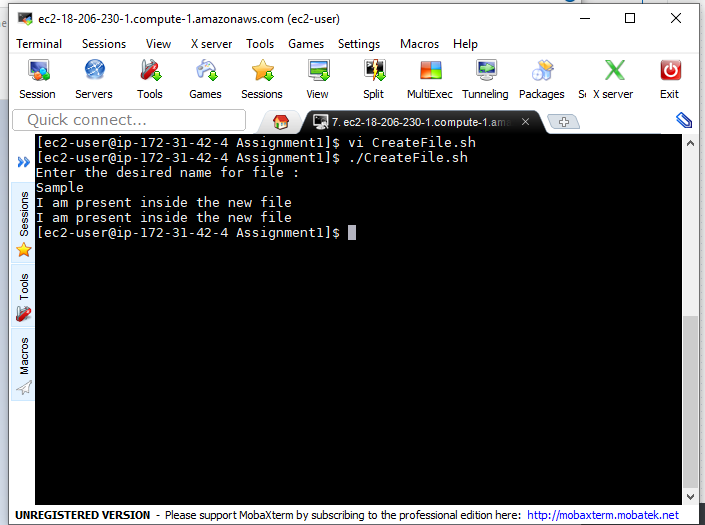 ec2-18-206-230-1.compute-1.amazonaws.com (ec2-user)
Terminal Sessions View X server Tools Games Settings Macros Help
Session Servers Tools Games Sessions View Split MultiExec Tunneling Packages X server Exit
Quick connect...
7. ec2-18-206-230-1.compute-1.am
[ec2-user@ip-172-31-42-4 Assignment1]$ vi CreateFile.sh
[ec2-user@ip-172-31-42-4 Assignment1]$ ./CreateFile.sh
Enter the desired name for file :
Sample
I am present inside the new file
I am present inside the new file
[ec2-user@ip-172-31-42-4 Assignment1]$
Sessions
Tools
Macros
UNREGISTERED VERSION - Please support MobaXterm by subscribing to the professional edition here: http://mobaxterm.mobatek.net